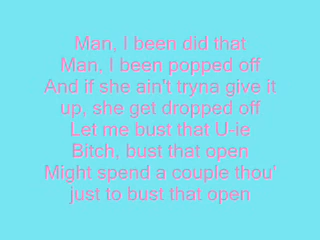 Man, I been did that
Man, I been popped off
And if she ain't tryna give it
up, she get dropped off
Let me bust that U-ie
Bitch, bust that open
Might spend a couple thou'
just to bust that open